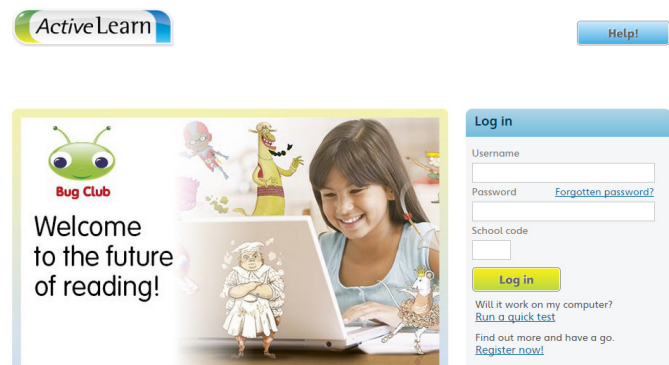 ActiveLearn
Help!
Bug Club
Welcome
to the future
of reading!
Log in
Username
Password Forgotten password?
School code
Log in
Will it work on my computer?
Run a quick test
Find out more and have a go.
Register now!